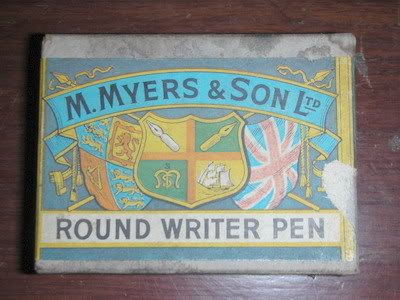 M. MYERS & SON LTD
ROUND WRITER PEN